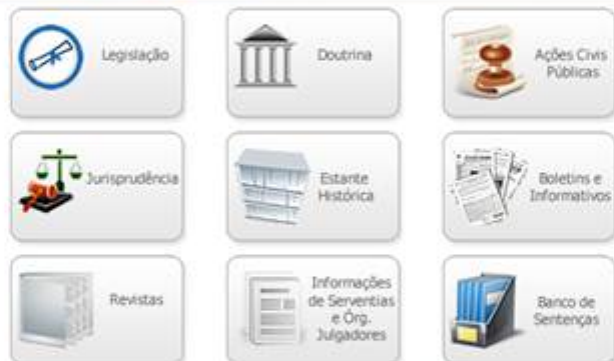 Legislação
Doutrina
Ações Civis
Públicas
Jurisprudência
Estante
Histórica
Boletins e
Informativos
Revistas
Informações
de Serventias
e Órg.
Julgadores
Banco de
Sentenças